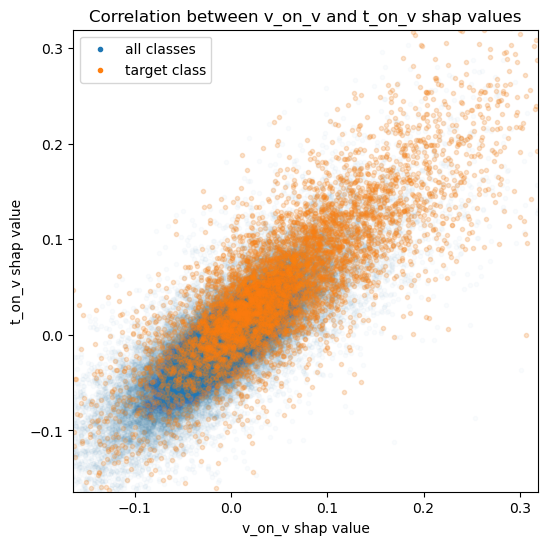 Correlation between v_on_v and t_on_v shap values
all classes
target class
t_on_v shap value
0.3
0.2
0.1
0.0
−0.1
−0.1
0.0
0.1
0.2
0.3
v_on_v shap value